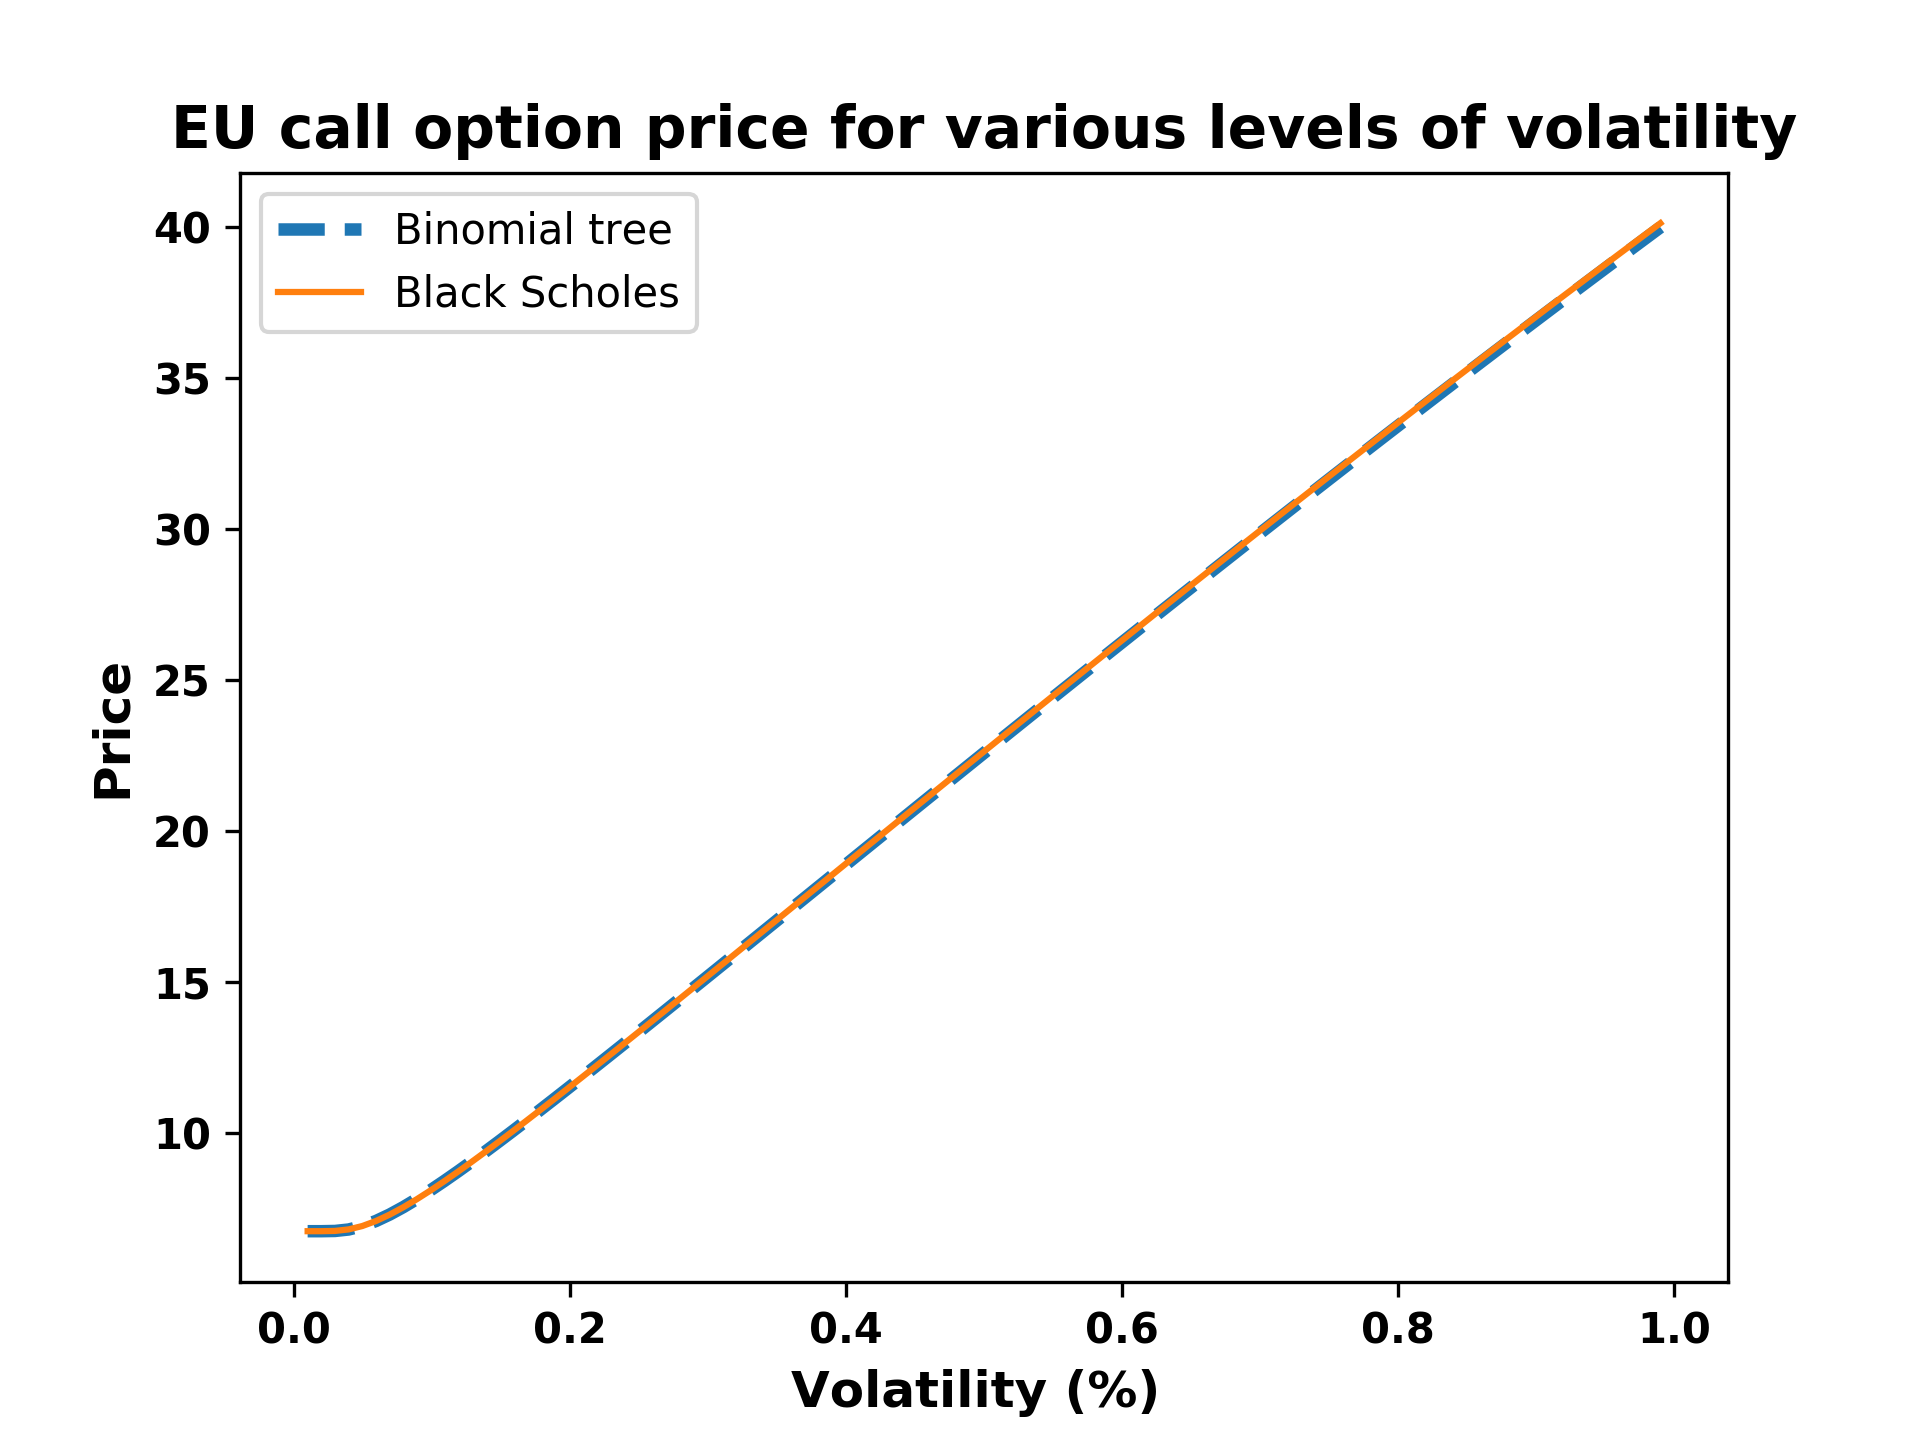 EU call option price for various levels of volatility
Binomial tree
Black Scholes
40
35
30
25
20
15
10
Price
0.0 0.2 0.4 0.6 0.8 1.0
Volatility (%)